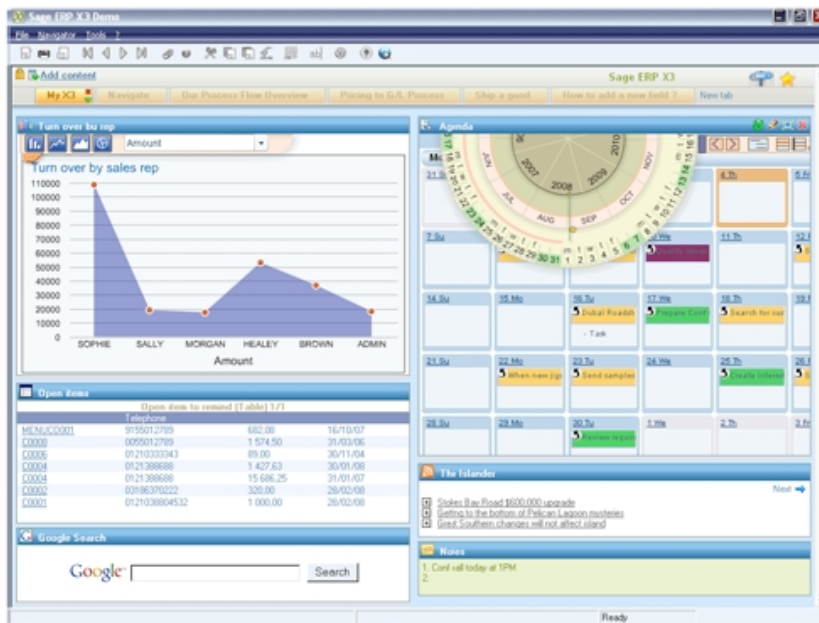 Sage ERP X3 Demo
File Navigator Tools ?
Add content
Sage ERP X3
My X3 Navigate Our Process Flow Overview Pricing to G/L Process Ship a good How to add a new field ? New tab
Turn over bu rep
Amount
Turn over by sales rep
110000
100000
90000
80000
70000
60000
50000
40000
30000
20000
10000
0
SOPHIE SALLY MORGAN HEALEY BROWN ADMIN
Amount
Open items
Open item to remind (Table) 1/1
Telephone
MENUCO001 9155012789 682,00 16/10/07
C0008 0055012789 1 574,50 31/03/06
C0006 01210333343 89,00 30/11/04
C0004 0121388688 1 427,63 30/01/08
C0004 0121388688 15 686,25 31/01/07
C0002 03186370222 320,00 28/02/08
C0001 0121038804532 1 000,00 28/02/08
Google Search
Google Search
Agenda
2007 2008 2009 2010
JUN JUL AUG SEP OCT NOV
4 Th 5 Fr
7 Su 11 Th
14 Su 15 Mo 16 Tu 17 We 18 Th
Dubai Roadsh Prepare Conf Search for our
- Task
21 Su 22 Mo 23 Tu 24 We 25 Th
When new jigs Send samples Create interest
28 Su 29 Mo 30 Tu 1 We 2 Th 3 Fr
Review requir
The Islander
Next
Stokes Bay Road $600,000 upgrade
Getting to the bottom of Pelican Lagoon mysteries
Great Southern changes will not affect island
Notes
1. Conf call today at 1PM
2.
Ready